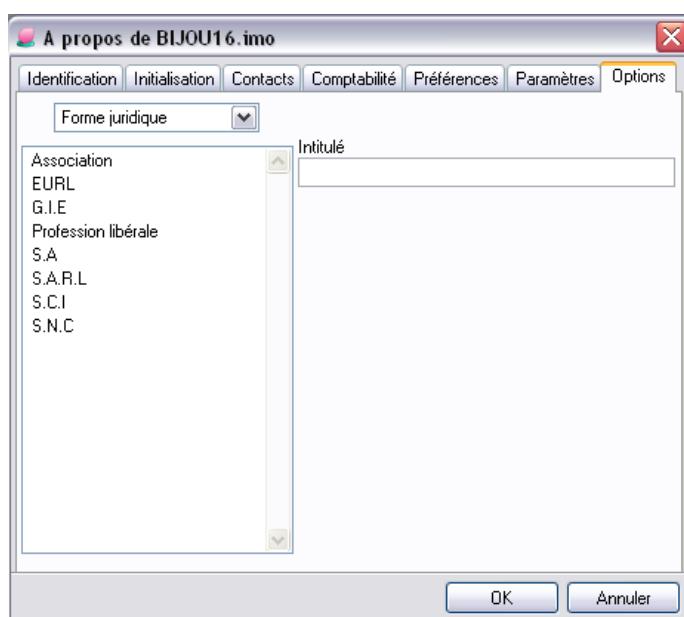 A propos de BIJOU16.imo
Identification Initialisation Contacts Comptabilité Préférences Paramètres Options
Forme juridique
Intitulé
Association
EURL
G.I.E
Profession libérale
S.A
S.A.R.L
S.C.I
S.N.C
OK Annuler